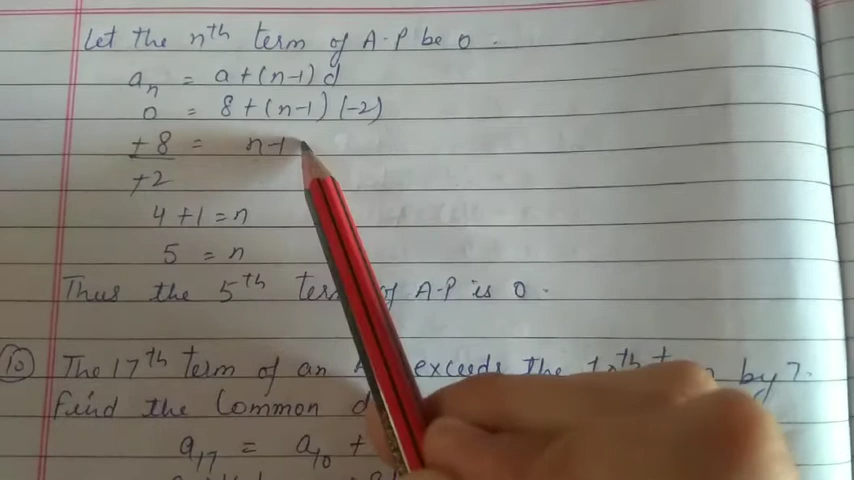 Let the nth term of A.P be 0.
an = a + (n-1) d
0 = 8 + (n-1) (-2)
+8 = n-1
+2
4 +1 = n
5 = n
Thus the 5th term of A.P is 0.
(10) The 17th term of an exceeds the by 7.
Find the Common
a17 = a10 +